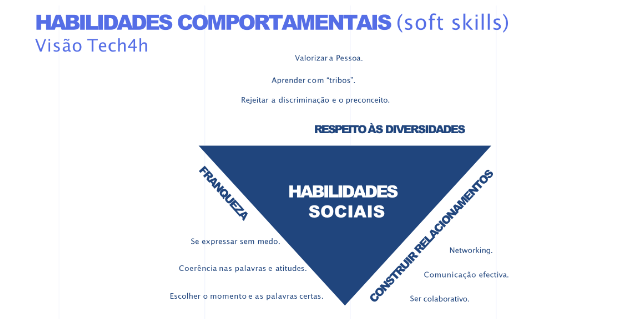 HABILIDADES COMPORTAMENTAIS (soft skills)
Visão Tech4h
Valorizar a Pessoa.
Aprender com "tribos".
Rejeitar a discriminação e o preconceito.
RESPEITO ÀS DIVERSIDADES
HABILIDADES
SOCIAIS
FRANQUEZA
Se expressar sem medo.
Coerência nas palavras e atitudes.
Escolher o momento e as palavras certas.
CONSTRUIR RELACIONAMENTOS
Networking.
Comunicação efectiva.
Ser colaborativo.